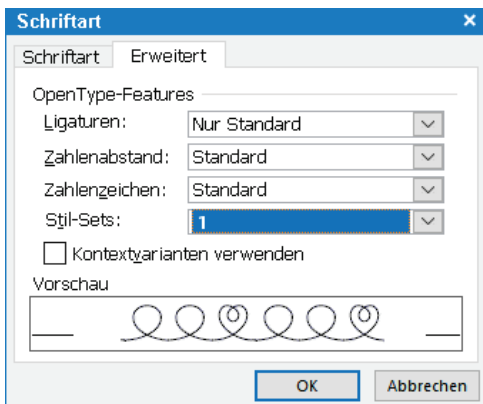 Schriftart
Schriftart Erweitert
OpenType-Features
Ligaturen: Nur Standard
Zahlenabstand: Standard
Zahlenzeichen: Standard
Stil-Sets: 1
Kontextvarianten verwenden
Vorschau
OK Abbrechen